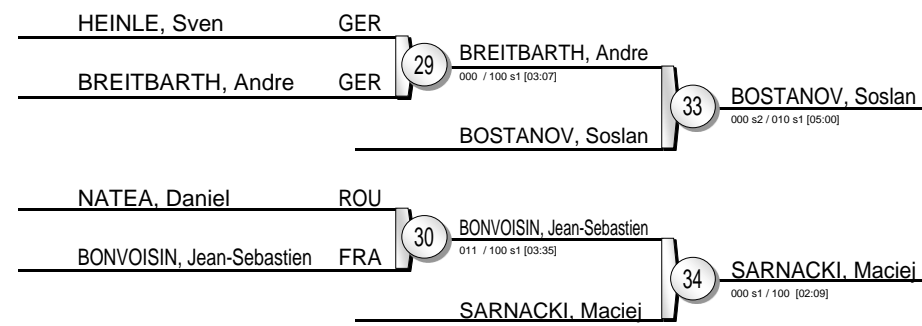 HEINLE, Sven GER
BREITBARTH, Andre GER
29
BREITBARTH, Andre
000 / 100 s1 [03:07]
BOSTANOV, Soslan
33
BOSTANOV, Soslan
000 s2 / 010 s1 [05:00]
NATEA, Daniel ROU
BONVOISIN, Jean-Sebastien FRA
30
BONVOISIN, Jean-Sebastien
011 / 100 s1 [03:35]
SARNACKI, Maciej
34
SARNACKI, Maciej
000 s1 / 100 [02:09]